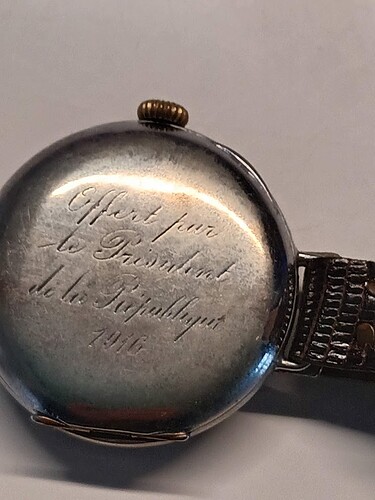 Offert par
le Président
de la République
1916